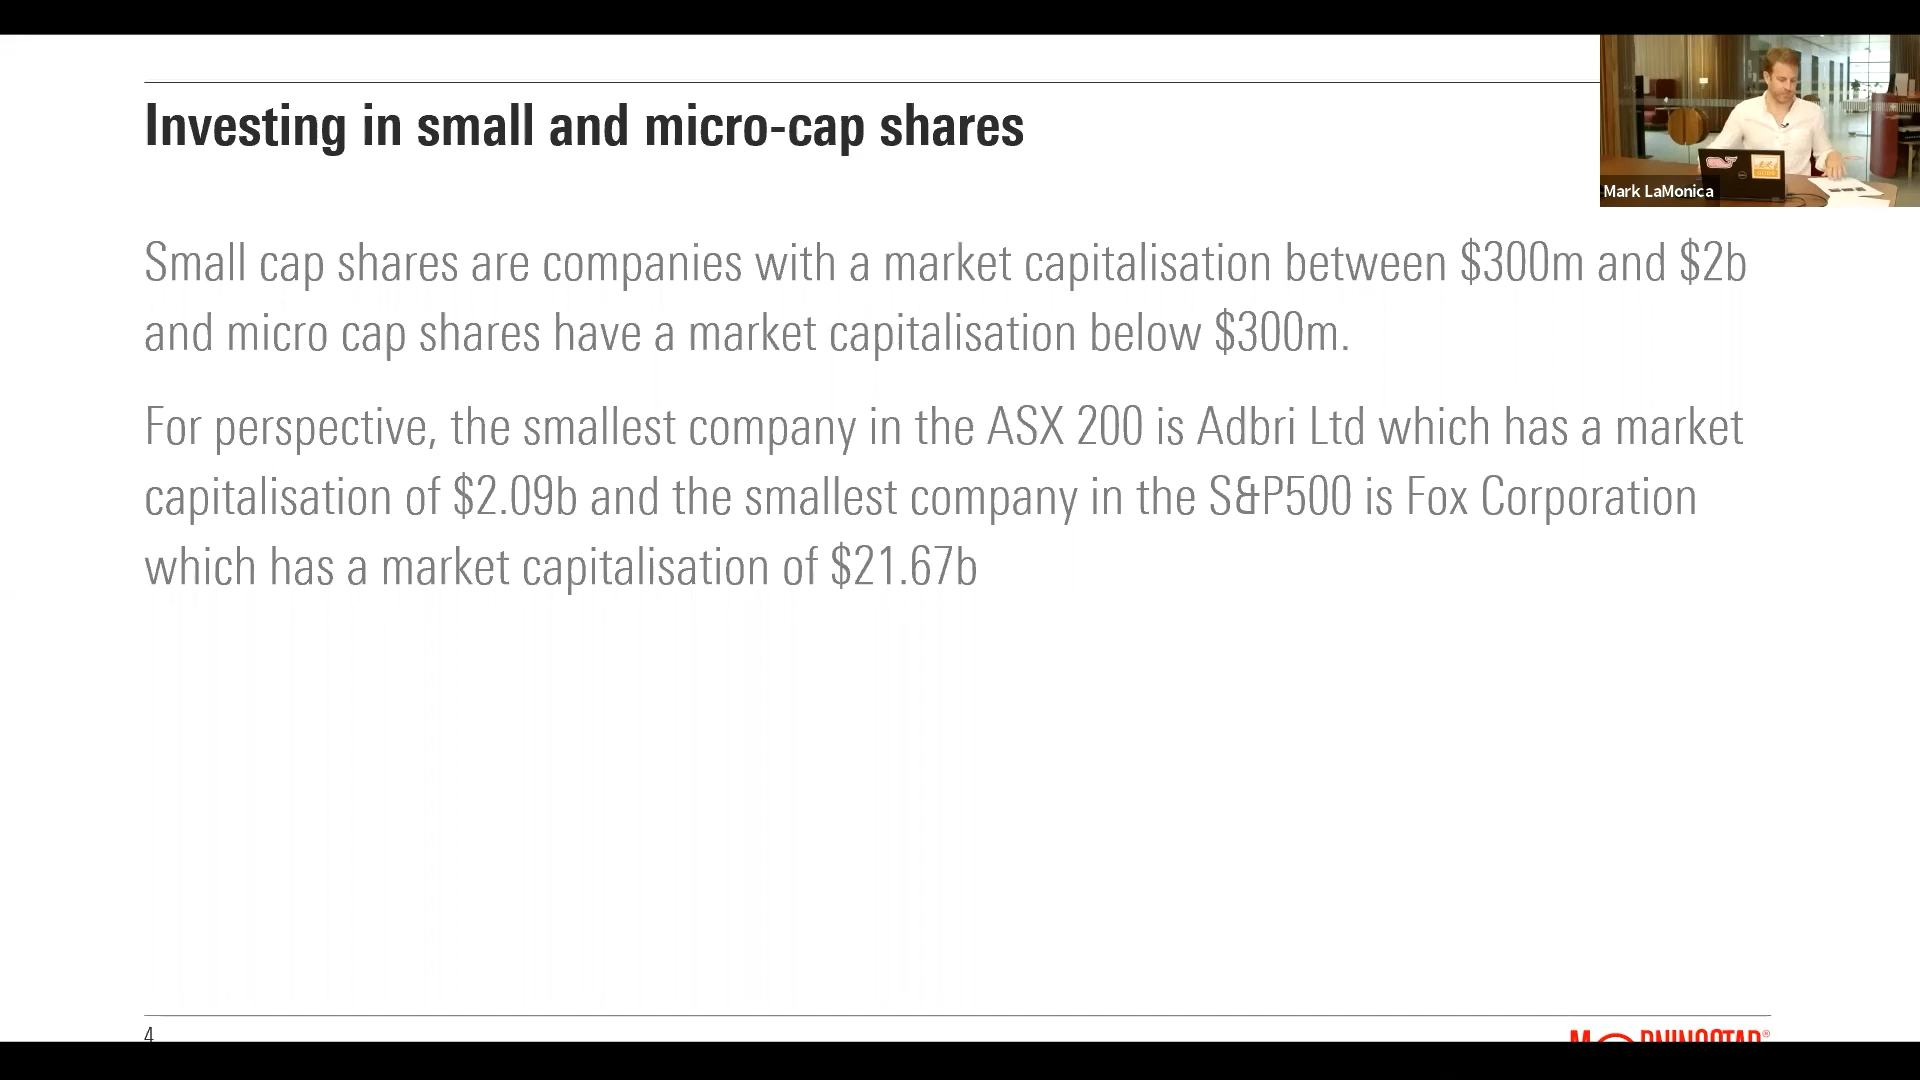 Investing in small and micro-cap shares
Mark LaMonica
Small cap shares are companies with a market capitalisation between $300m and $2b
and micro cap shares have a market capitalisation below $300m.
For perspective, the smallest company in the ASX 200 is Adbri Ltd which has a market
capitalisation of $2.09b and the smallest company in the S&P500 is Fox Corporation
which has a market capitalisation of $21.67b
4
MORNINGSTAR®